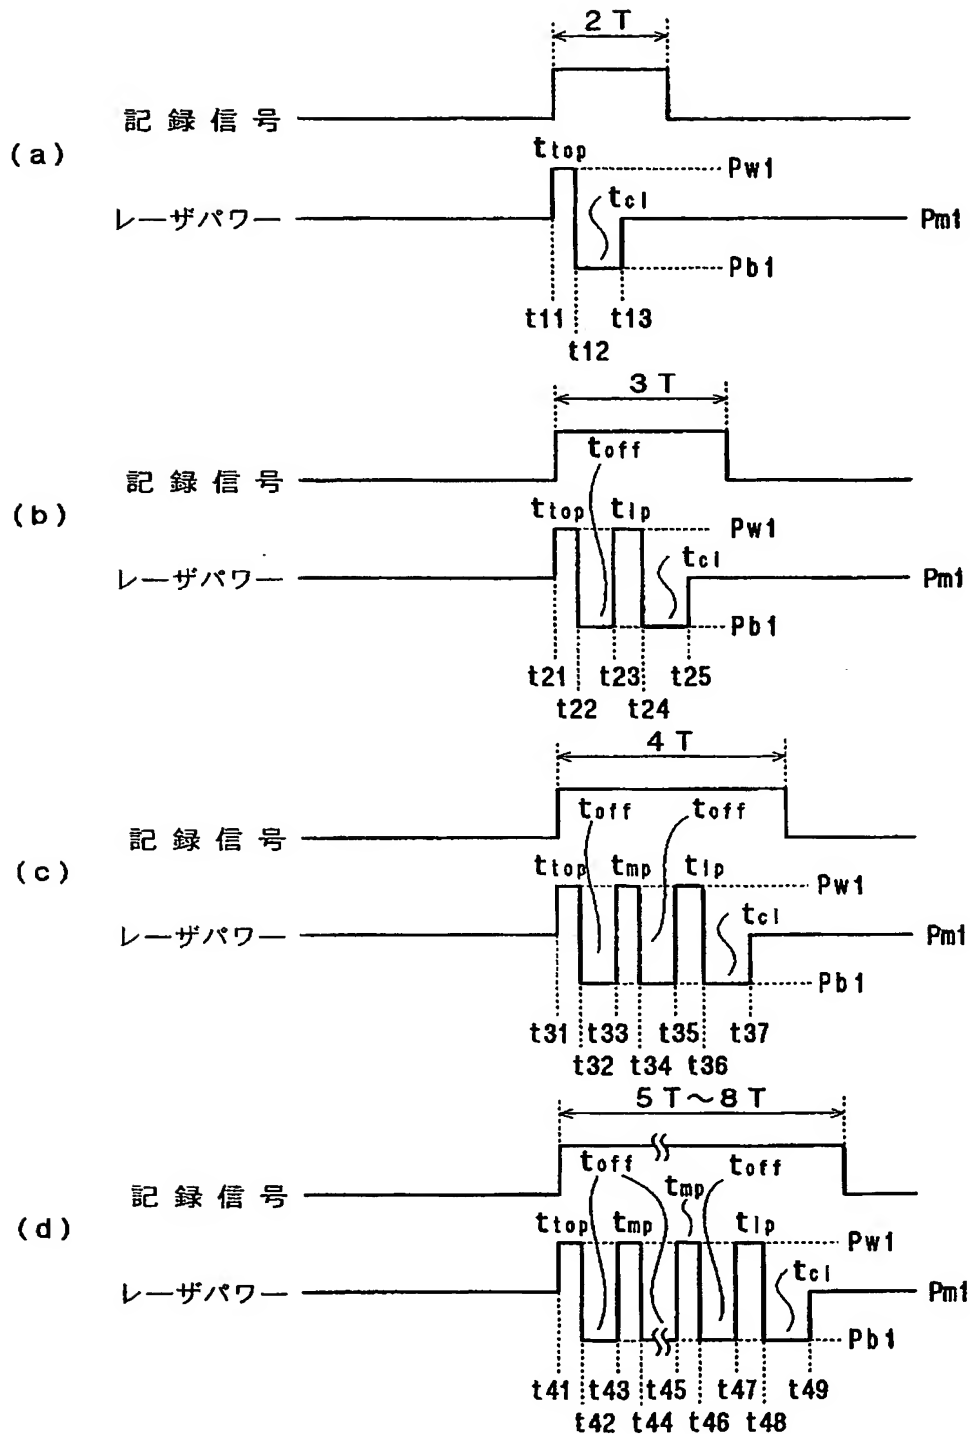 2T
記録信号
(a)
ttop
Pw1
tcl
レーザパワー
Pm1
Pb1
t11 t13
t12
3T
toff
記録信号
(b)
ttop tlp
Pw1
tcl
レーザパワー
Pm1
Pb1
t21 t23 t25
t22 t24
4T
toff toff
記録信号
(c)
ttop tmp tlp
Pw1
tcl
レーザパワー
Pm1
Pb1
t31 t33 t35 t37
t32 t34 t36
5T～8T
toff toff
tmp
記録信号
(d)
ttop tmp tlp
Pw1
tcl
レーザパワー
Pm1
Pb1
t41 t43 t45 t47 t49
t42 t44 t46 t48